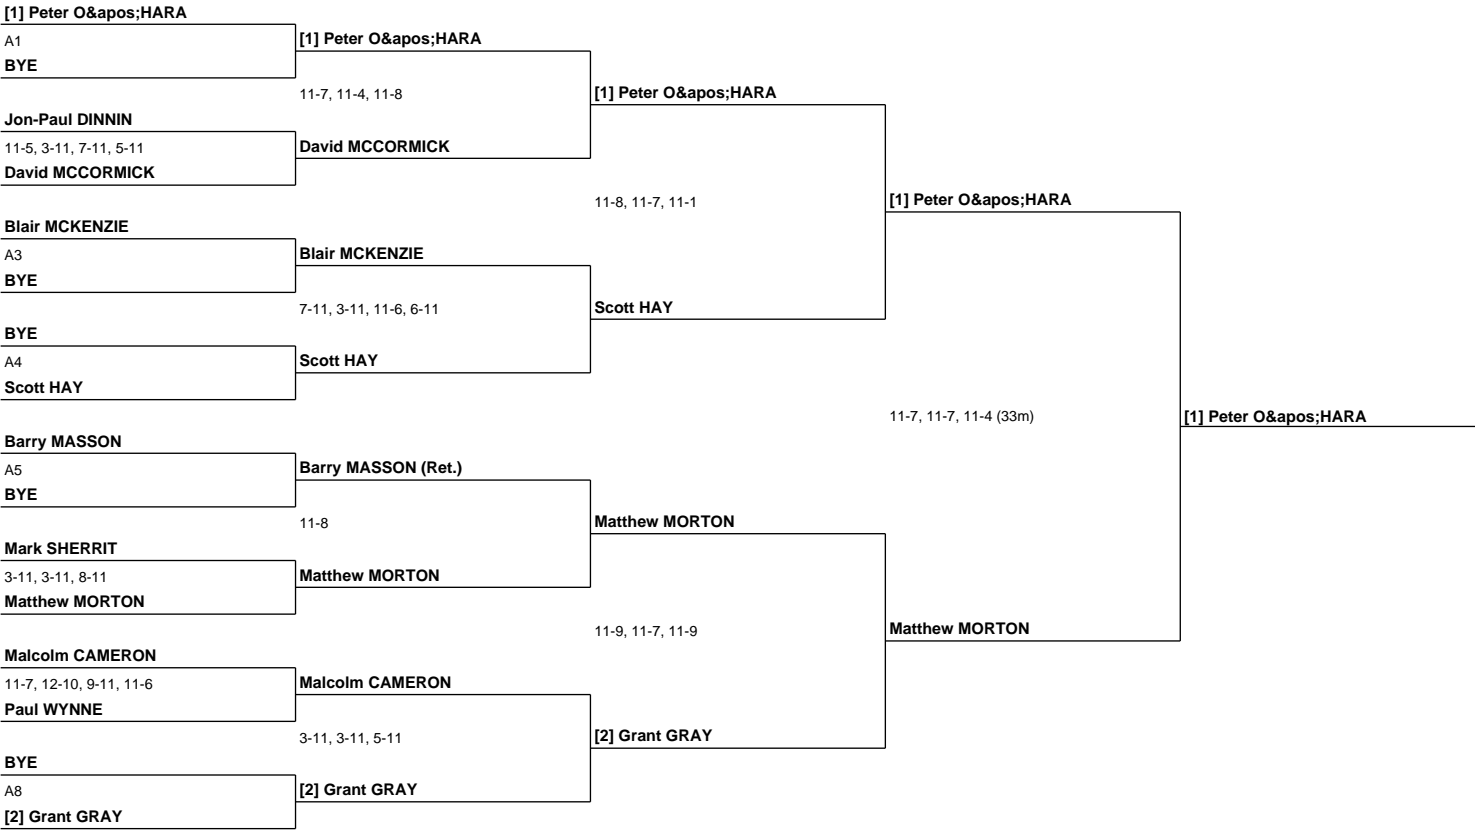 [1] Peter O&apos;HARA
A1
BYE
Jon-Paul DINNIN
11-5, 3-11, 7-11, 5-11
David MCCORMICK
Blair MCKENZIE
A3
BYE
BYE
A4
Scott HAY
Barry MASSON
A5
BYE
Mark SHERRIT
3-11, 3-11, 8-11
Matthew MORTON
Malcolm CAMERON
11-7, 12-10, 9-11, 11-6
Paul WYNNE
BYE
A8
[2] Grant GRAY
[1] Peter O&apos;HARA
11-7, 11-4, 11-8
David MCCORMICK
Blair MCKENZIE
7-11, 3-11, 11-6, 6-11
Scott HAY
Barry MASSON (Ret.)
11-8
Matthew MORTON
Malcolm CAMERON
3-11, 3-11, 5-11
[2] Grant GRAY
[1] Peter O&apos;HARA
11-8, 11-7, 11-1
Scott HAY
Matthew MORTON
11-9, 11-7, 11-9
[2] Grant GRAY
[1] Peter O&apos;HARA
11-7, 11-7, 11-4 (33m)
Matthew MORTON
[1] Peter O&apos;HARA